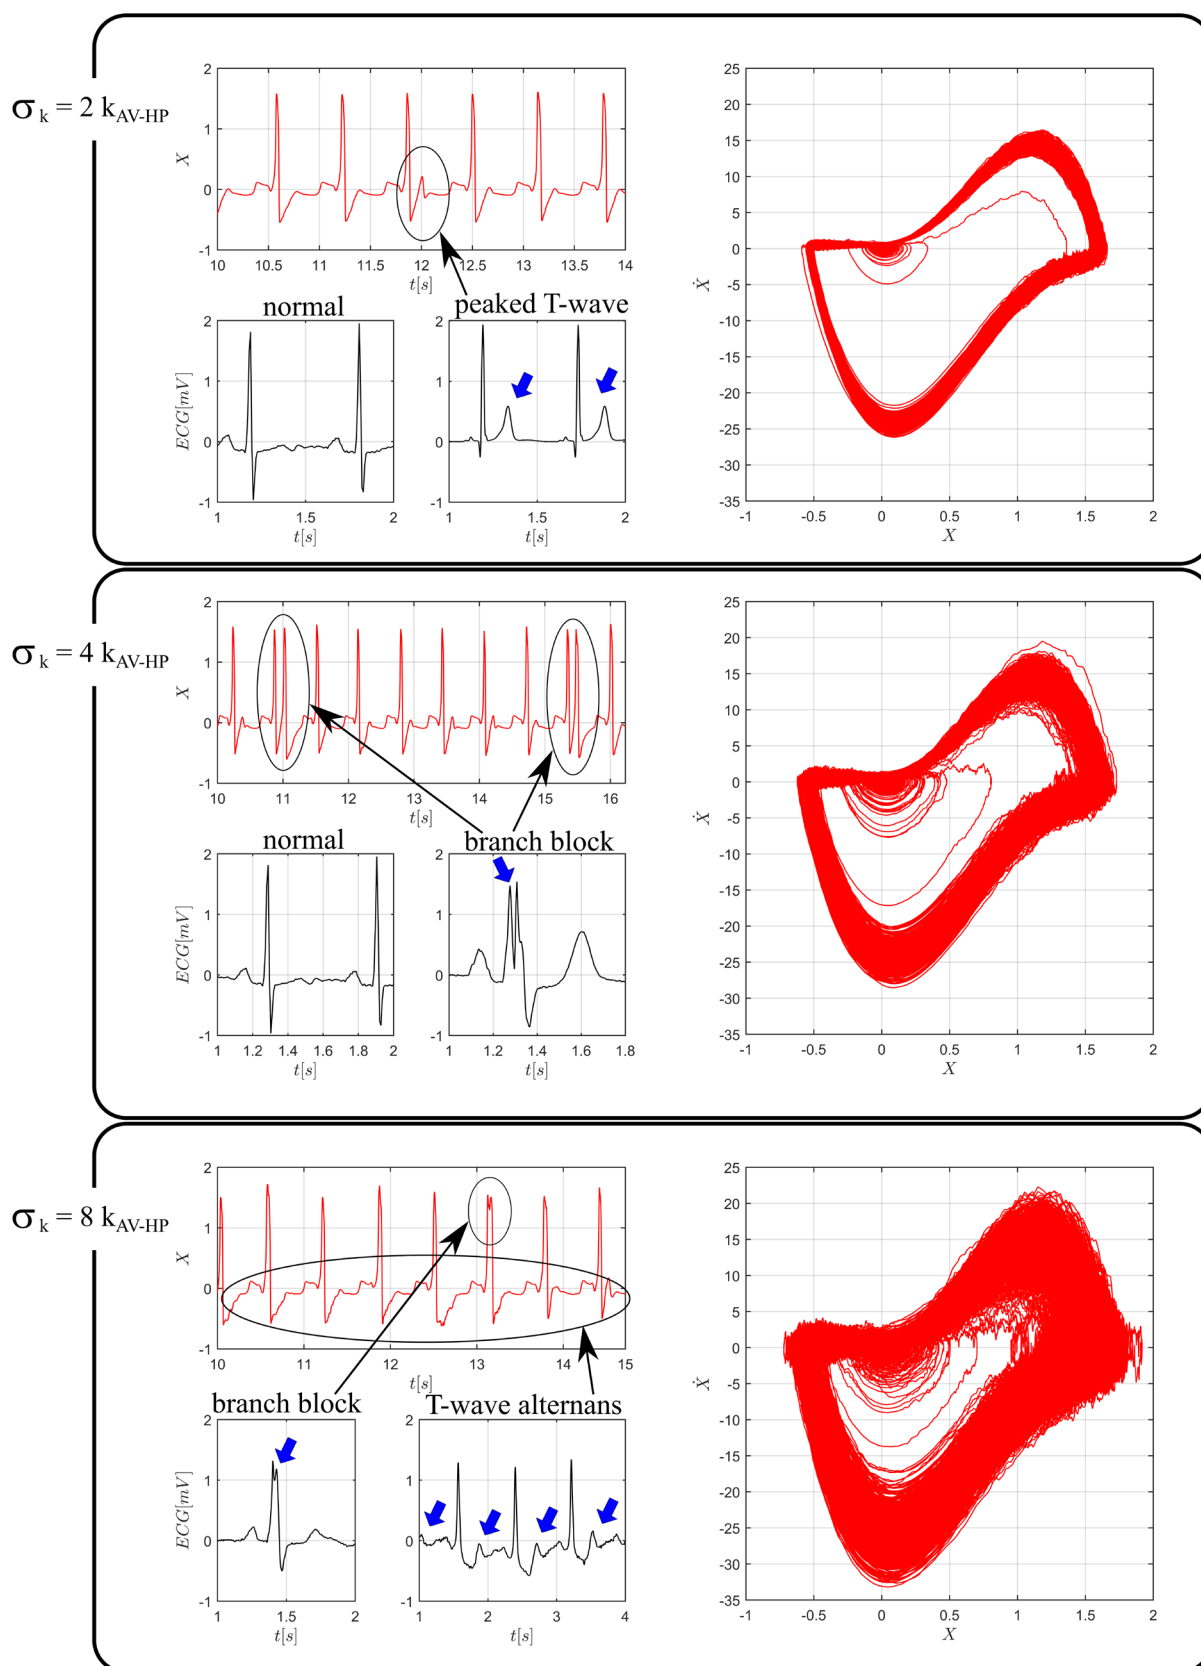 σk = 2 kAV-HP
2
1
0
-1
X
10 10.5 11 11.5 12 12.5 13 13.5 14
t[s]
normal
peaked T-wave
2
1
0
-1
ECG[mV]
1 1.5 2
t[s]
1 1.5 2
2
1
0
-1
t[s]
25
20
15
10
5
0
-5
-10
-15
-20
-25
-30
-35
Ẋ
-1 -0.5 0 0.5 1 1.5 2
X
σk = 4 kAV-HP
2
1
0
-1
X
10 11 12 13 14 15 16
t[s]
normal
branch block
2
1
0
-1
ECG[mV]
1 1.2 1.4 1.6 1.8 2
t[s]
2
1
0
-1
1 1.2 1.4 1.6 1.8
t[s]
25
20
15
10
5
0
-5
-10
-15
-20
-25
-30
-35
Ẋ
-1 -0.5 0 0.5 1 1.5 2
X
σk = 8 kAV-HP
2
1
0
-1
X
10 11 12 13 14 15
t[s]
branch block
T-wave alternans
2
1
0
-1
ECG[mV]
1 1.5 2
t[s]
2
1
0
-1
1 2 3 4
t[s]
25
20
15
10
5
0
-5
-10
-15
-20
-25
-30
-35
Ẋ
-1 -0.5 0 0.5 1 1.5 2
X